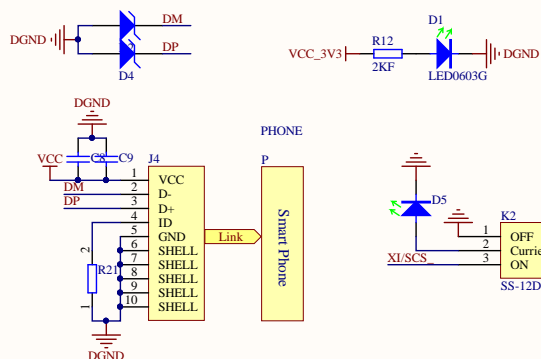 DM
DGND
DP
D4
D1
R12
VCC_3V3
DGND
2KF
LED0603G
DGND
PHONE
C8
C9
J4
P
VCC
1
VCC
DM
2
D-
DP
3
D+
4
ID
5
GND
Link
6
SHELL
7
SHELL
8
SHELL
9
SHELL
10
SHELL
2
R21
1
DGND
Smart Phone
D5
K2
1
OFF
2
Currie
XI/SCS_
3
ON
SS-12D